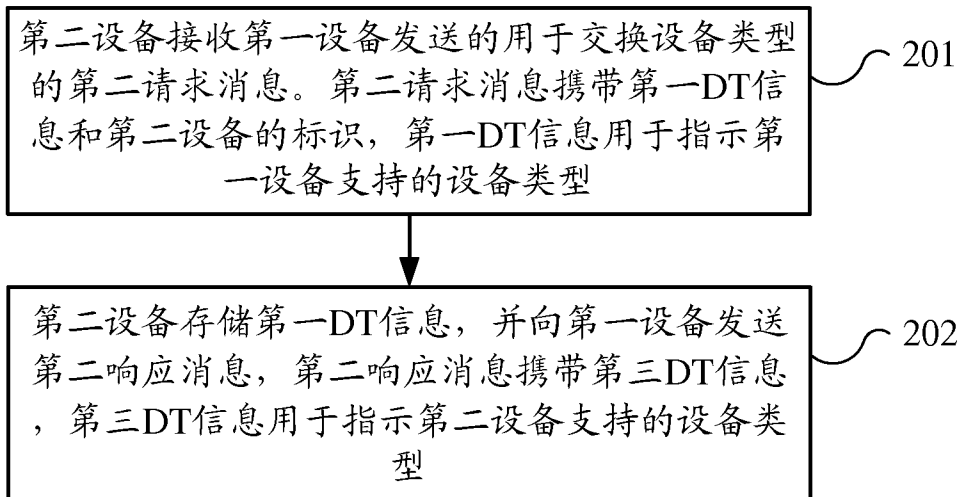 第二设备接收第一设备发送的用于交换设备类型
的第二请求消息。第二请求消息携带第一DT信
息和第二设备的标识，第一DT信息用于指示第
一设备支持的设备类型
201
第二设备存储第一DT信息，并向第一设备发送
第二响应消息，第二响应消息携带第三DT信息
，第三DT信息用于指示第二设备支持的设备类
型
202